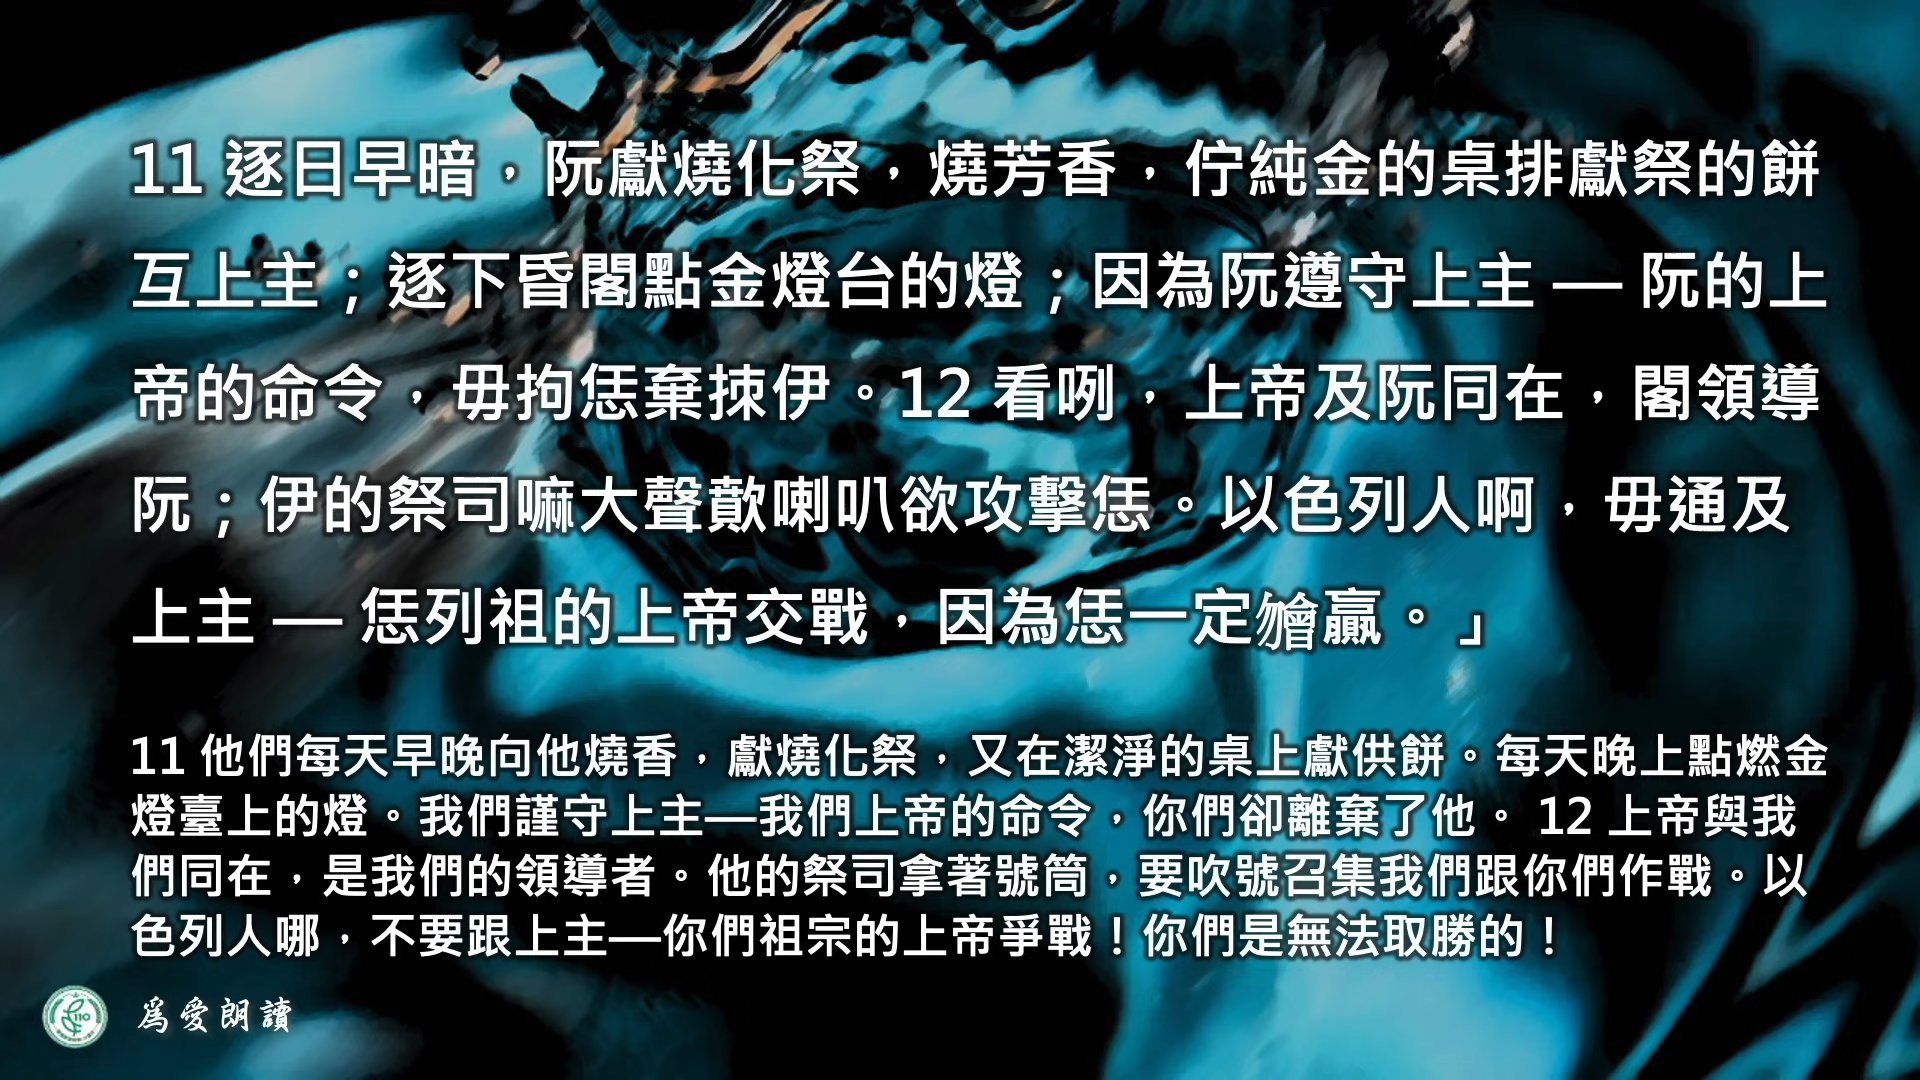 11 逐日早暗，阮獻燒化祭，燒芳香，佇純金的桌排獻祭的餅
互上主；逐下昏閣點金燈台的燈；因為阮遵守上主 — 阮的上
帝的命令，毋拘恁棄捒伊。12 看咧，上帝及阮同在，閣領導
阮；伊的祭司嘛大聲歕喇叭欲攻擊恁。以色列人啊，毋通及
上主 — 恁列祖的上帝交戰，因為恁一定𣍐贏。」
11 他們每天早晚向他燒香，獻燒化祭，又在潔淨的桌上獻供餅。每天晚上點燃金
燈臺上的燈。我們謹守上主—我們上帝的命令，你們卻離棄了他。 12 上帝與我
們同在，是我們的領導者。他的祭司拿著號筒，要吹號召集我們跟你們作戰。以
色列人哪，不要跟上主—你們祖宗的上帝爭戰！你們是無法取勝的！
110
為愛朗讀